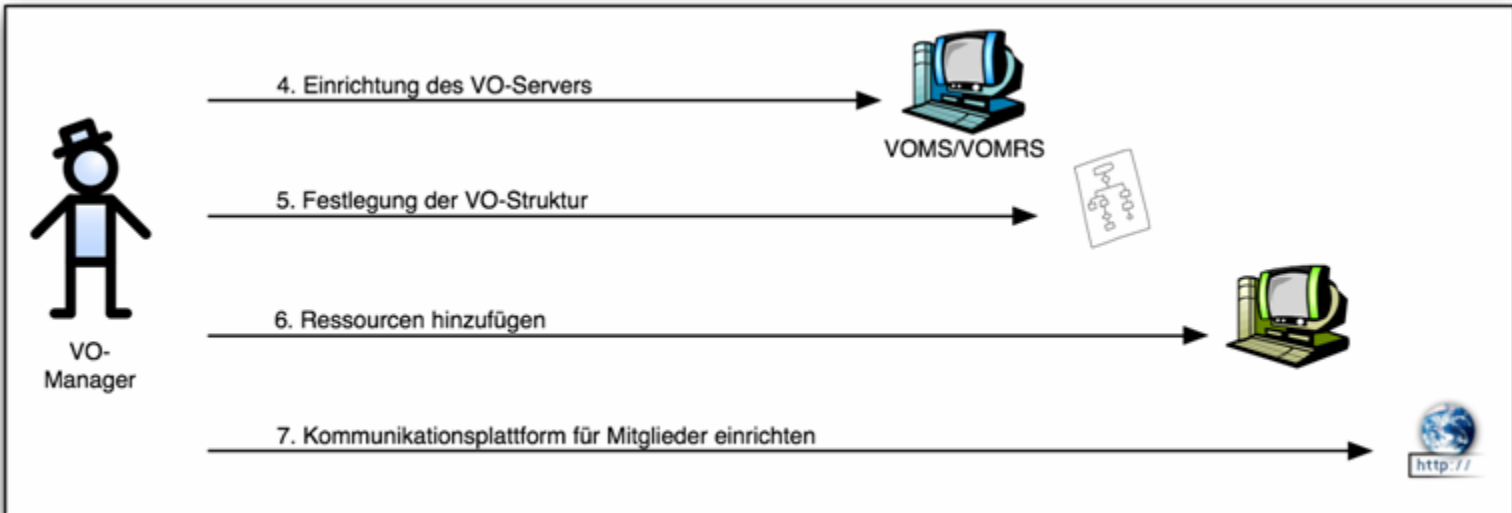 4. Einrichtung des VO-Servers
VOMS/VOMRS
5. Festlegung der VO-Struktur
6. Ressourcen hinzufügen
VO-
Manager
7. Kommunikationsplattform für Mitglieder einrichten
http://